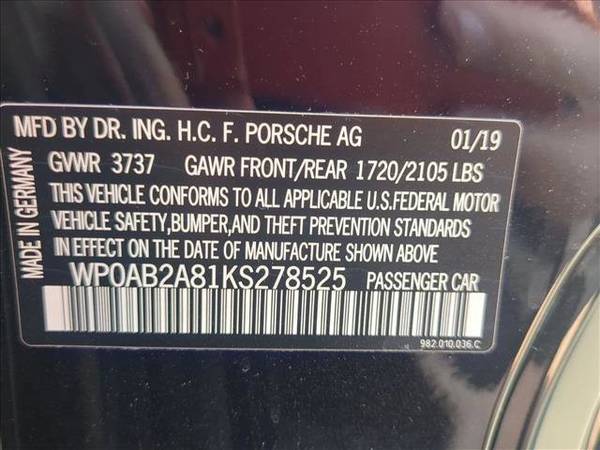 MFD BY DR. ING. H.C. F. PORSCHE AG 01/19
GVWR 3737 GAWR FRONT/REAR 1720/2105 LBS
THIS VEHICLE CONFORMS TO ALL APPLICABLE U.S.FEDERAL MOTOR
VEHICLE SAFETY,BUMPER,AND THEFT PREVENTION STANDARDS
IN EFFECT ON THE DATE OF MANUFACTURE SHOWN ABOVE
WP0AB2A81KS278525 PASSENGER CAR
982.010.036.C
MADE IN GERMANY